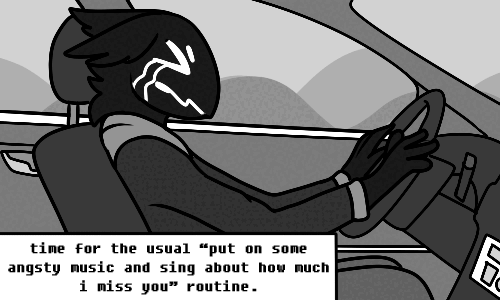 time for the usual “put on some
angsty music and sing about how much
i miss you” routine.